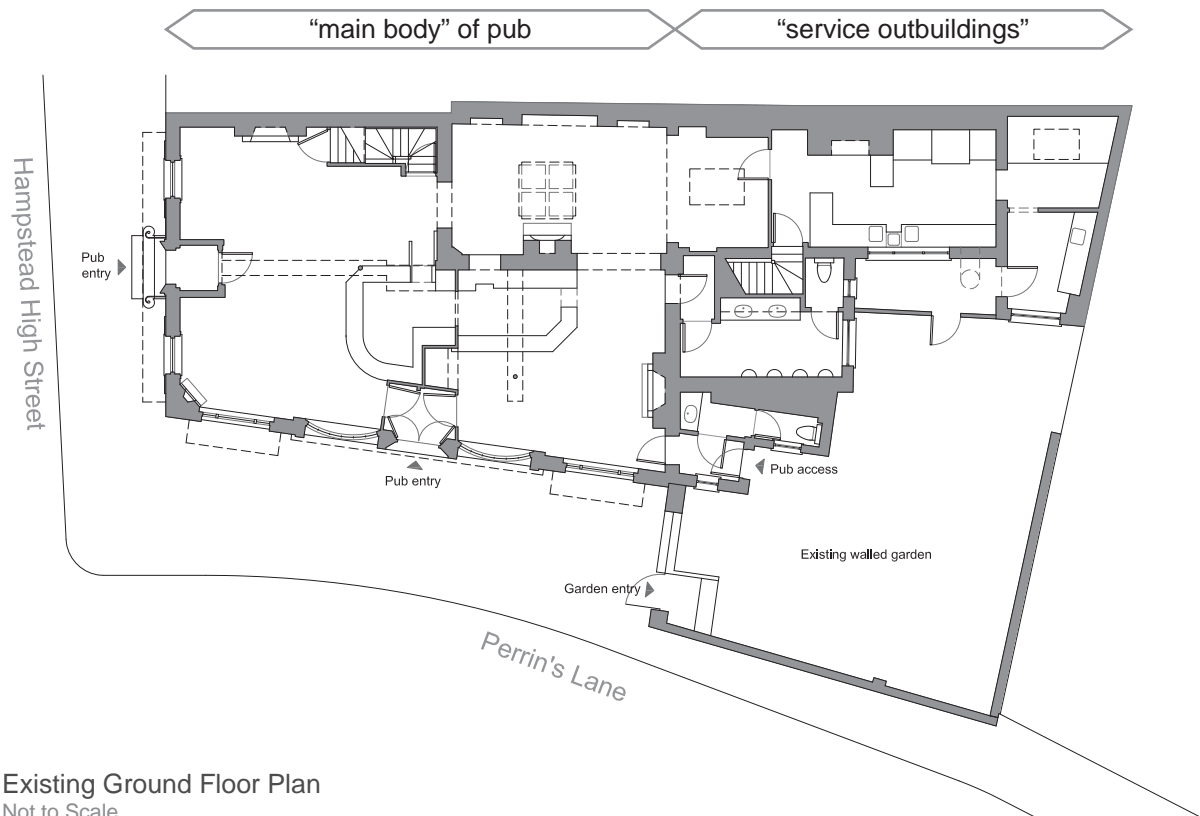 “main body” of pub
“service outbuildings”
Hampstead High Street
Pub
entry
Pub entry
Pub access
Existing walled garden
Garden entry
Perrin's Lane
Existing Ground Floor Plan
Not to Scale